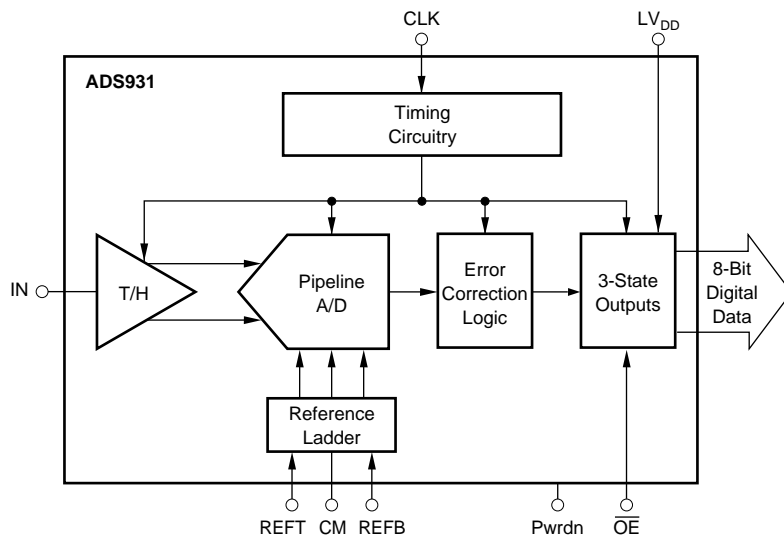 CLK
LVDD
ADS931
Timing
Circuitry
IN
T/H
Pipeline
A/D
Error
Correction
Logic
3-State
Outputs
8-Bit
Digital
Data
Reference
Ladder
REFT
CM
REFB
Pwrdn
O̅E̅